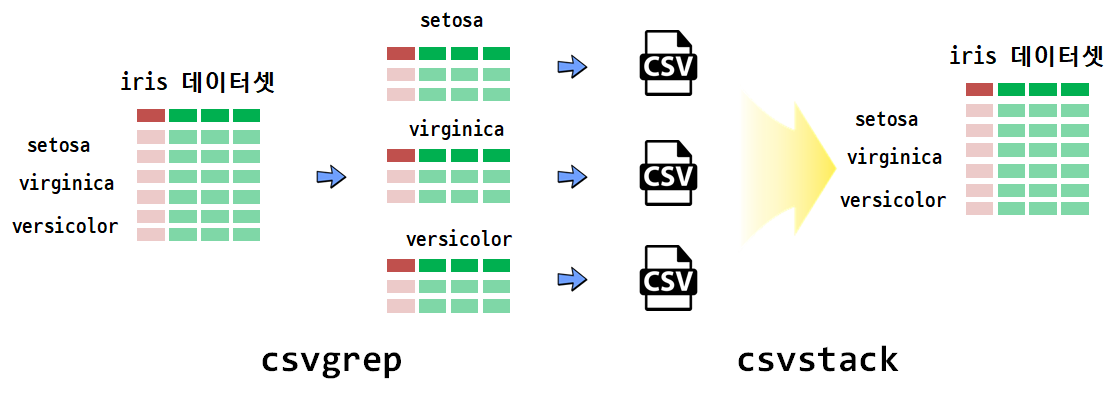 iris 데이터셋
setosa
virginica
versicolor
setosa
virginica
versicolor
CSV
CSV
CSV
iris 데이터셋
setosa
virginica
versicolor
csvgrep
csvstack